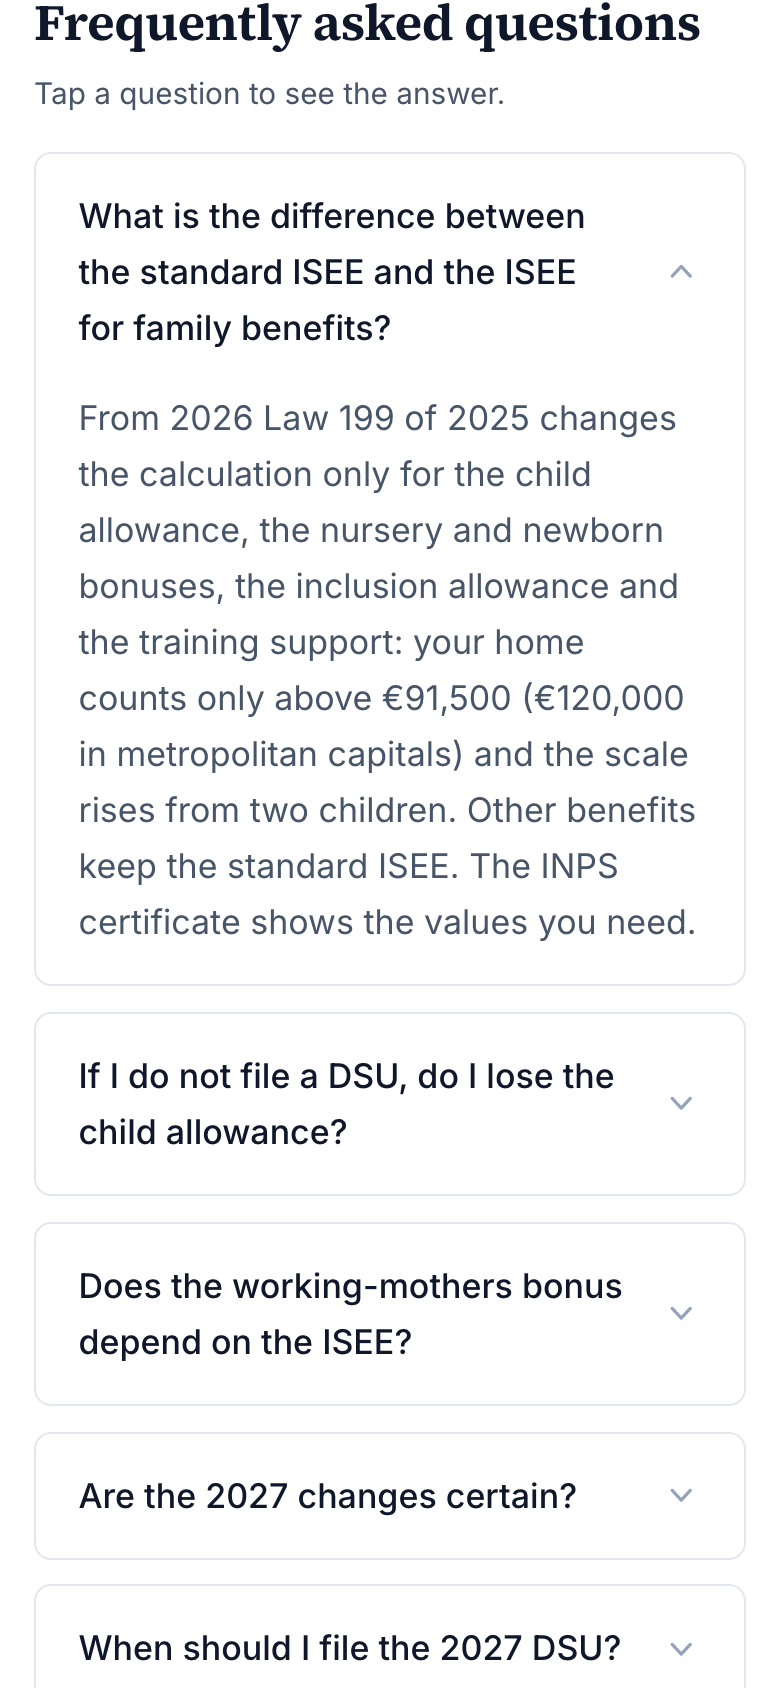 Frequently asked questions
Tap a question to see the answer.
What is the difference between
the standard ISEE and the ISEE
for family benefits?
From 2026 Law 199 of 2025 changes
the calculation only for the child
allowance, the nursery and newborn
bonuses, the inclusion allowance and
the training support: your home
counts only above €91,500 (€120,000
in metropolitan capitals) and the scale
rises from two children. Other benefits
keep the standard ISEE. The INPS
certificate shows the values you need.
If I do not file a DSU, do I lose the
child allowance?
Does the working-mothers bonus
depend on the ISEE?
Are the 2027 changes certain?
When should I file the 2027 DSU?